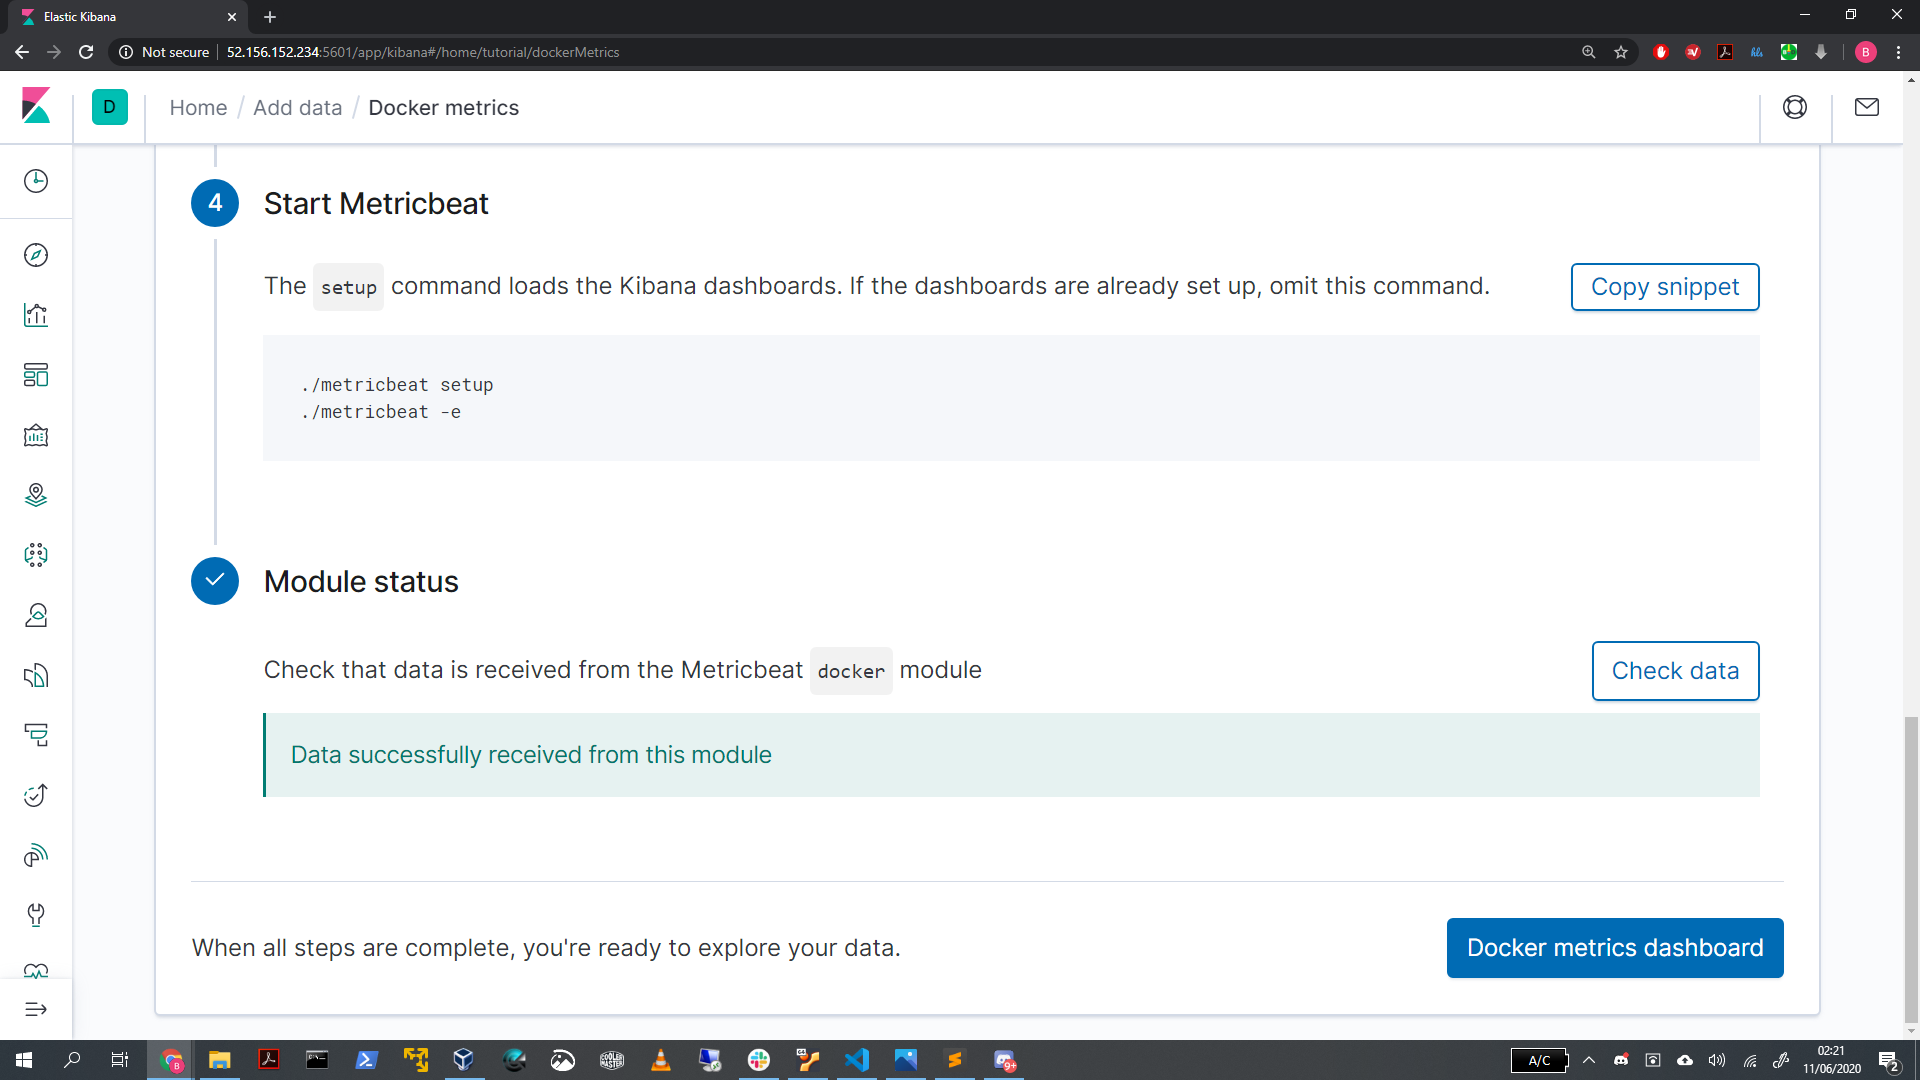 Elastic Kibana
Not secure
52.156.152.234:5601/app/kibana#/home/tutorial/dockerMetrics
B
D
Home / Add data / Docker metrics
4
Start Metricbeat
The setup command loads the Kibana dashboards. If the dashboards are already set up, omit this command.
Copy snippet
./metricbeat setup
./metricbeat -e
Module status
Check that data is received from the Metricbeat docker module
Check data
Data successfully received from this module
When all steps are complete, you're ready to explore your data.
Docker metrics dashboard
B
COOLER MASTER
9+
A/C
02:21
11/06/2020
2